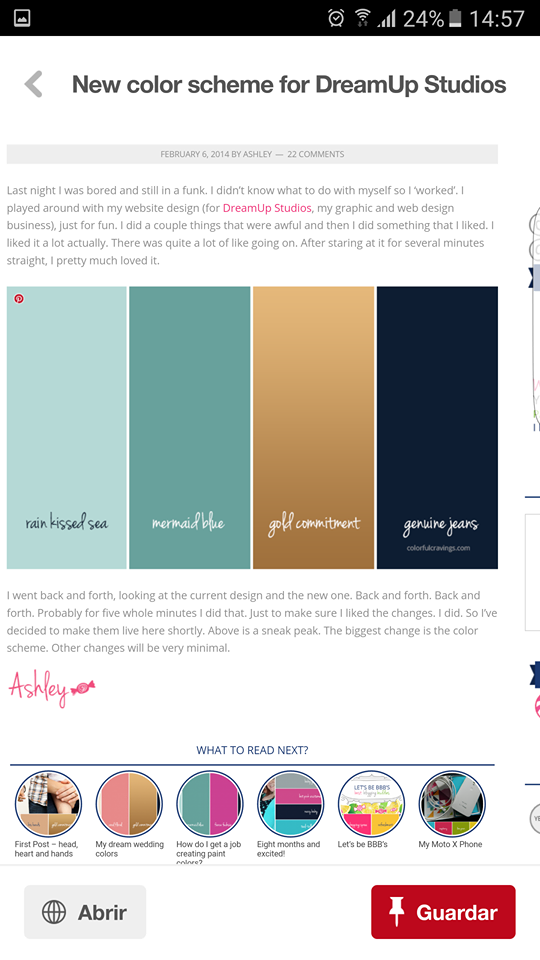 24% 14:57
New color scheme for DreamUp Studios
FEBRUARY 6, 2014 BY ASHLEY — 22 COMMENTS
Last night I was bored and still in a funk. I didn't know what to do with myself so I 'worked'. I
played around with my website design (for DreamUp Studios, my graphic and web design
business), just for fun. I did a couple things that were awful and then I did something that I liked. I
liked it a lot actually. There was quite a lot of like going on. After staring at it for several minutes
straight, I pretty much loved it.
rain kissed sea
mermaid blue
gold commitment
genuine jeans
colorfulcravings.com
I went back and forth, looking at the current design and the new one. Back and forth. Back and
forth. Probably for five whole minutes I did that. Just to make sure I liked the changes. I did. So I've
decided to make them live here shortly. Above is a sneak peak. The biggest change is the color
scheme. Other changes will be very minimal.
Ashley
WHAT TO READ NEXT?
LET'S BE BBB'S
First Post – head,
heart and hands
My dream wedding
colors
How do I get a job
creating paint
colors?
Eight months and
excited!
Let's be BBB's
My Moto X Phone
Abrir
Guardar